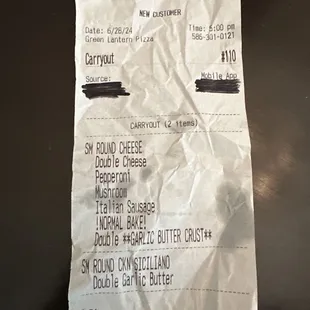 NEW CUSTOMER
Date: 6/26/24 Time: 5:00 pm
Green Lantern Pizza 586-301-0121
Carryout #110
Source: Mobile App
CARRYOUT (2 items)
SM ROUND CHEESE
Double Cheese
Pepperoni
Mushroom
Italian Sausage
!NORMAL BAKE!
Double **GARLIC BUTTER CRUST**
SM ROUND CKN SICILIANO
Double Garlic Butter